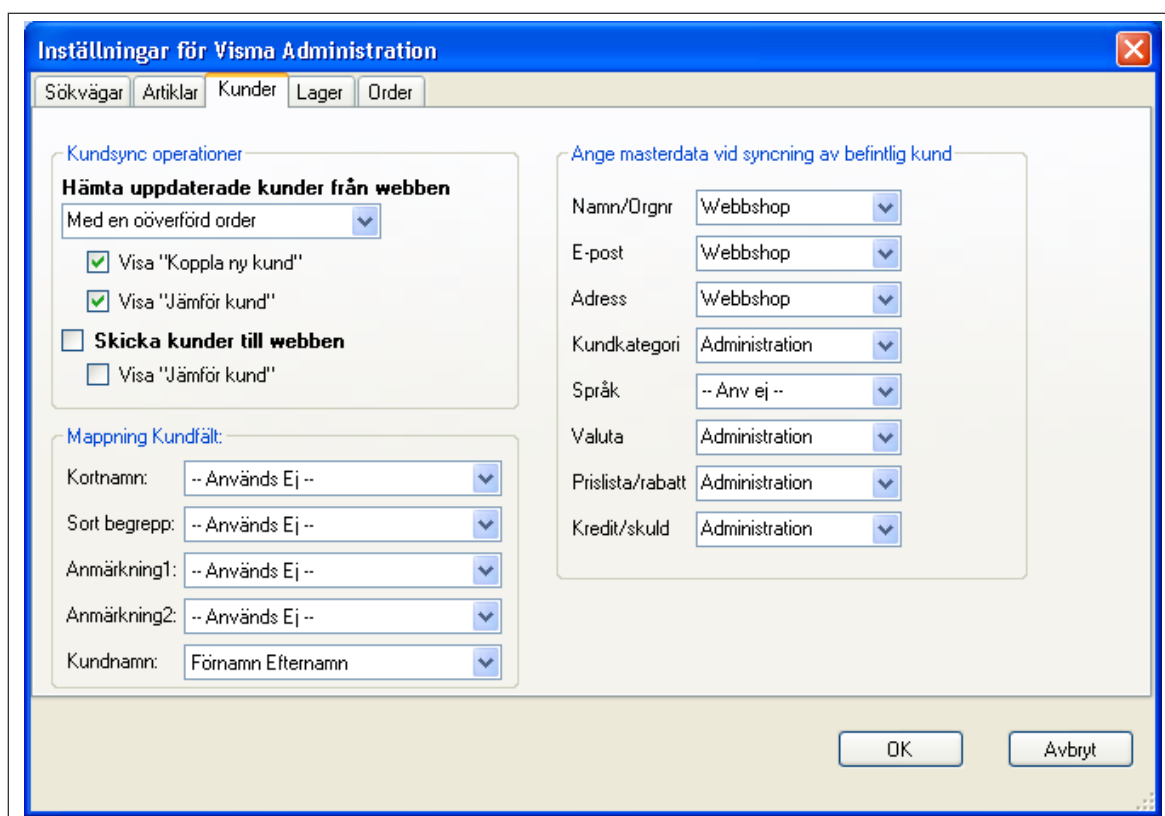 Inställningar för Visma Administration
Sökvägar Artiklar Kunder Lager Order
Kundsync operationer
Hämta uppdaterade kunder från webben
Med en oöverförd order
Visa "Koppla ny kund"
Visa "Jämför kund"
Skicka kunder till webben
Visa "Jämför kund"
Mappning Kundfält:
Kortnamn: -- Används Ej --
Sort begrepp: -- Används Ej --
Anmärkning1: -- Används Ej --
Anmärkning2: -- Används Ej --
Kundnamn: Förnamn Efternamn
Ange masterdata vid syncning av befintlig kund
Namn/Orgnr Webbshop
E-post Webbshop
Adress Webbshop
Kundkategori Administration
Språk -- Anv ej --
Valuta Administration
Prislista/rabatt Administration
Kredit/skuld Administration
OK Avbryt